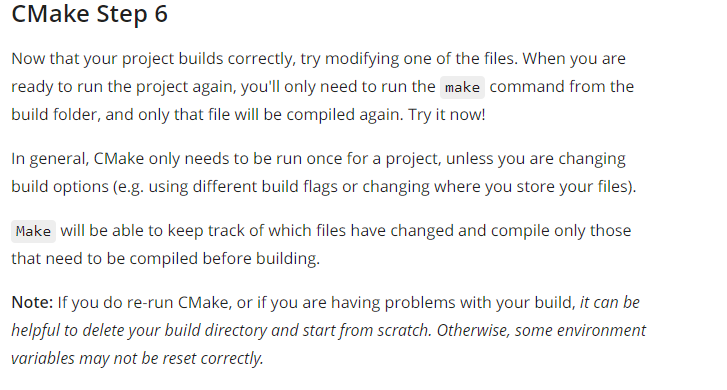 CMake Step 6
Now that your project builds correctly, try modifying one of the files. When you are
ready to run the project again, you'll only need to run the make command from the
build folder, and only that file will be compiled again. Try it now!
In general, CMake only needs to be run once for a project, unless you are changing
build options (e.g. using different build flags or changing where you store your files).
Make will be able to keep track of which files have changed and compile only those
that need to be compiled before building.
Note: If you do re-run CMake, or if you are having problems with your build, it can be
helpful to delete your build directory and start from scratch. Otherwise, some environment
variables may not be reset correctly.